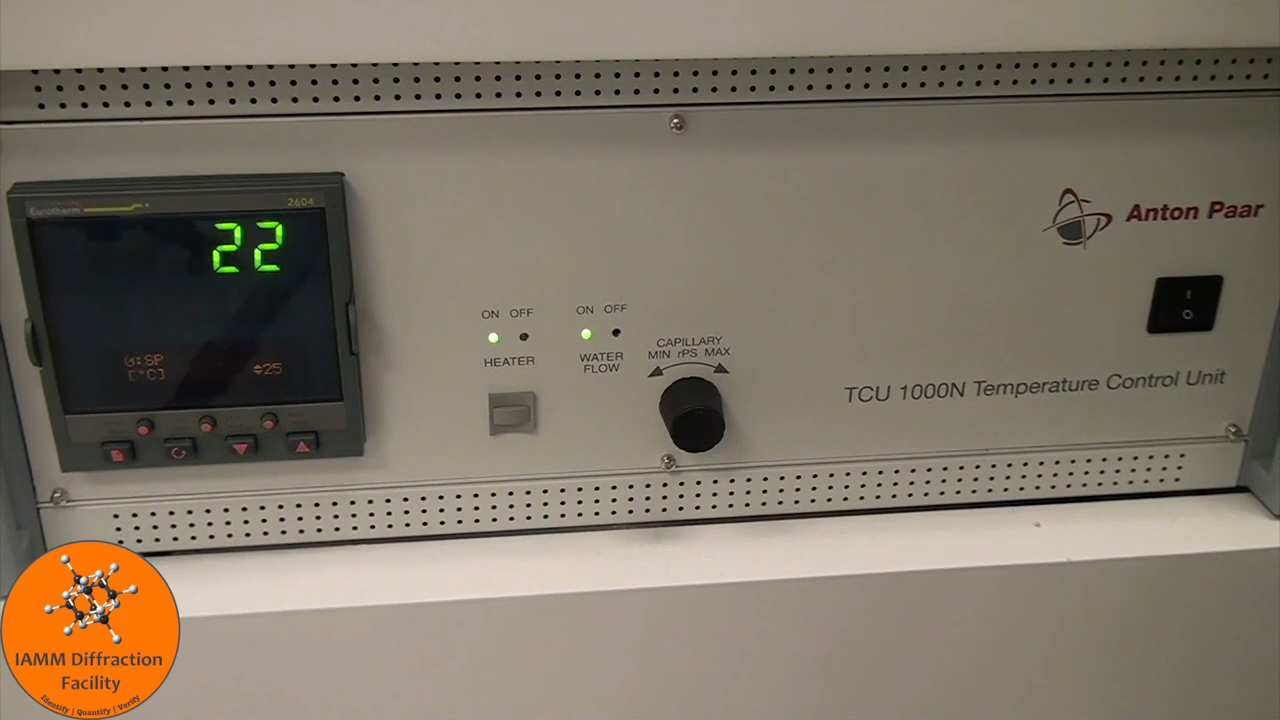 Eurotherm
2604
22
SP
[°C]
25
ON OFF
HEATER
ON OFF
WATER
FLOW
CAPILLARY
MIN rPS MAX
Anton Paar
I
O
TCU 1000N Temperature Control Unit
IAMM Diffraction
Facility
Identify | Quantify | Verify